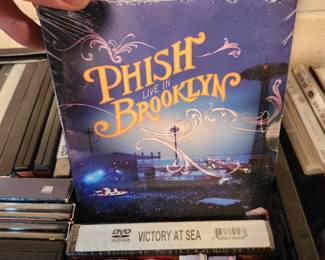 PHISH
LIVE IN
BROOKLYN
DVD
VICTORY AT SEA